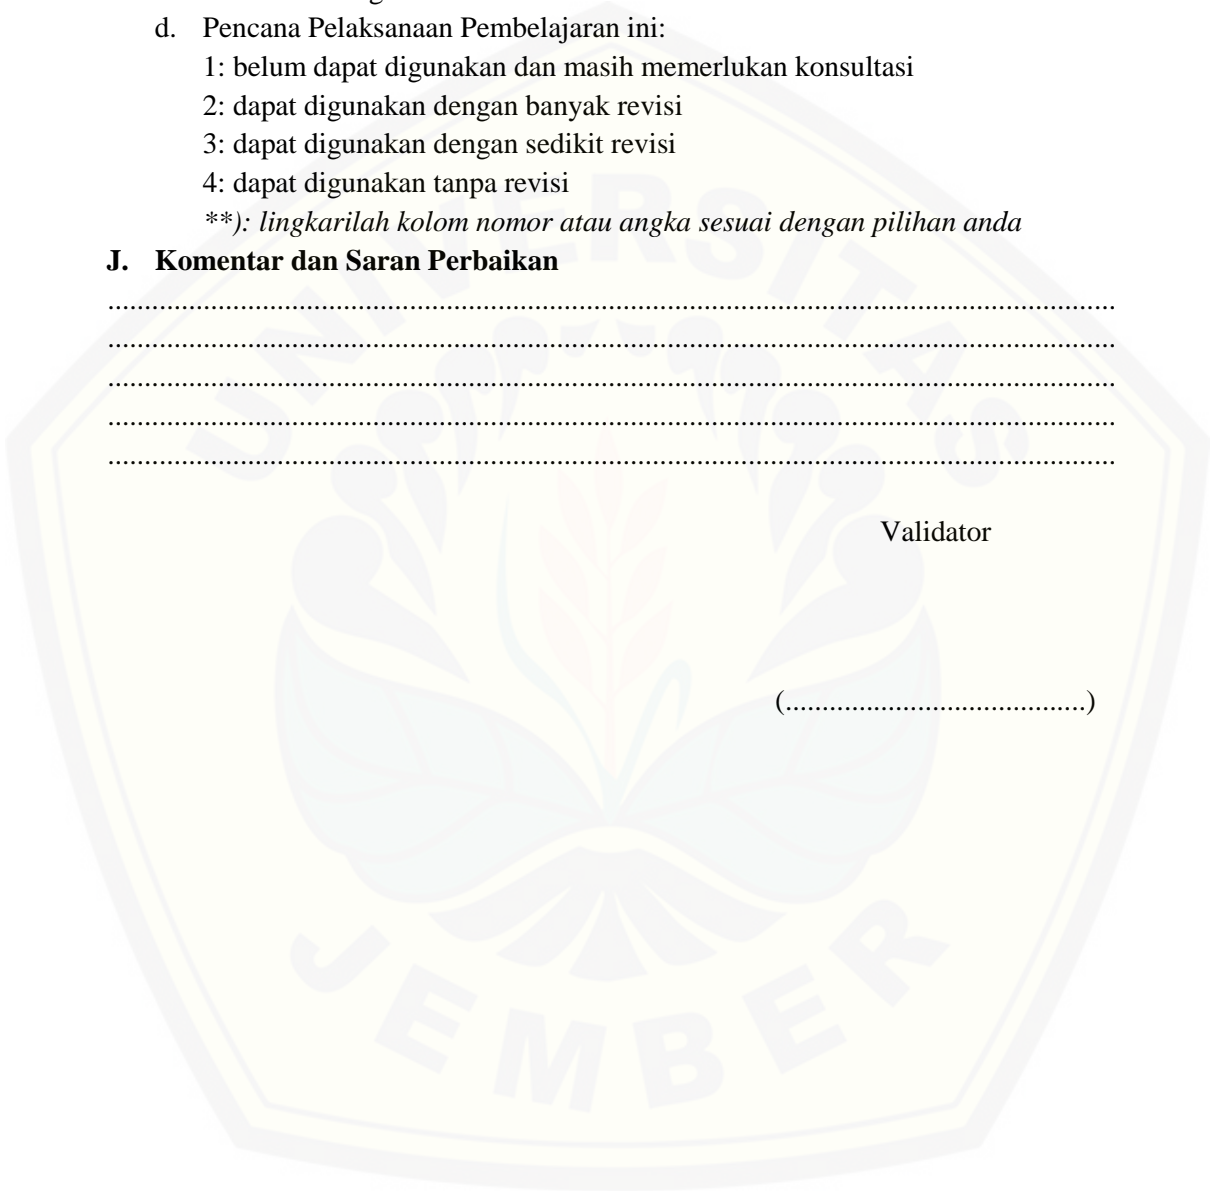 d. Pencana Pelaksanaan Pembelajaran ini:
1: belum dapat digunakan dan masih memerlukan konsultasi
2: dapat digunakan dengan banyak revisi
3: dapat digunakan dengan sedikit revisi
4: dapat digunakan tanpa revisi
**): lingkarilah kolom nomor atau angka sesuai dengan pilihan anda
J. Komentar dan Saran Perbaikan
..........................................................................................................................................
..........................................................................................................................................
..........................................................................................................................................
..........................................................................................................................................
..........................................................................................................................................
Validator
(.........................................)
UNIVERSITAS
JEMBER